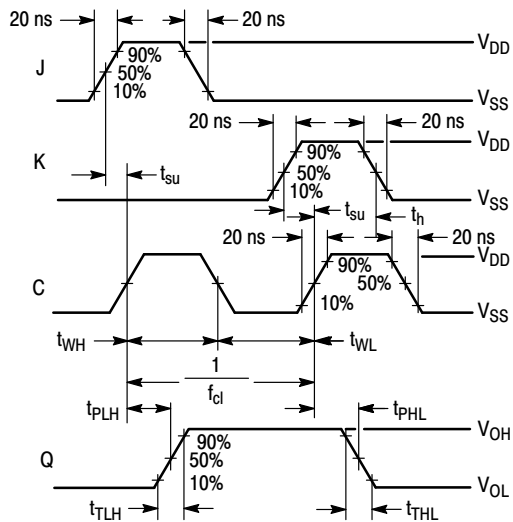 20 ns 20 ns
J 90% V_DD
50%
10% V_SS
20 ns 20 ns
K 90% V_DD
t_su 50%
10% V_SS
t_su t_h
20 ns 20 ns
C 90% 50% V_DD
10% V_SS
t_WH t_WL
1
f_cl
t_PLH t_PHL
Q 90% V_OH
50%
10% V_OL
t_TLH t_THL